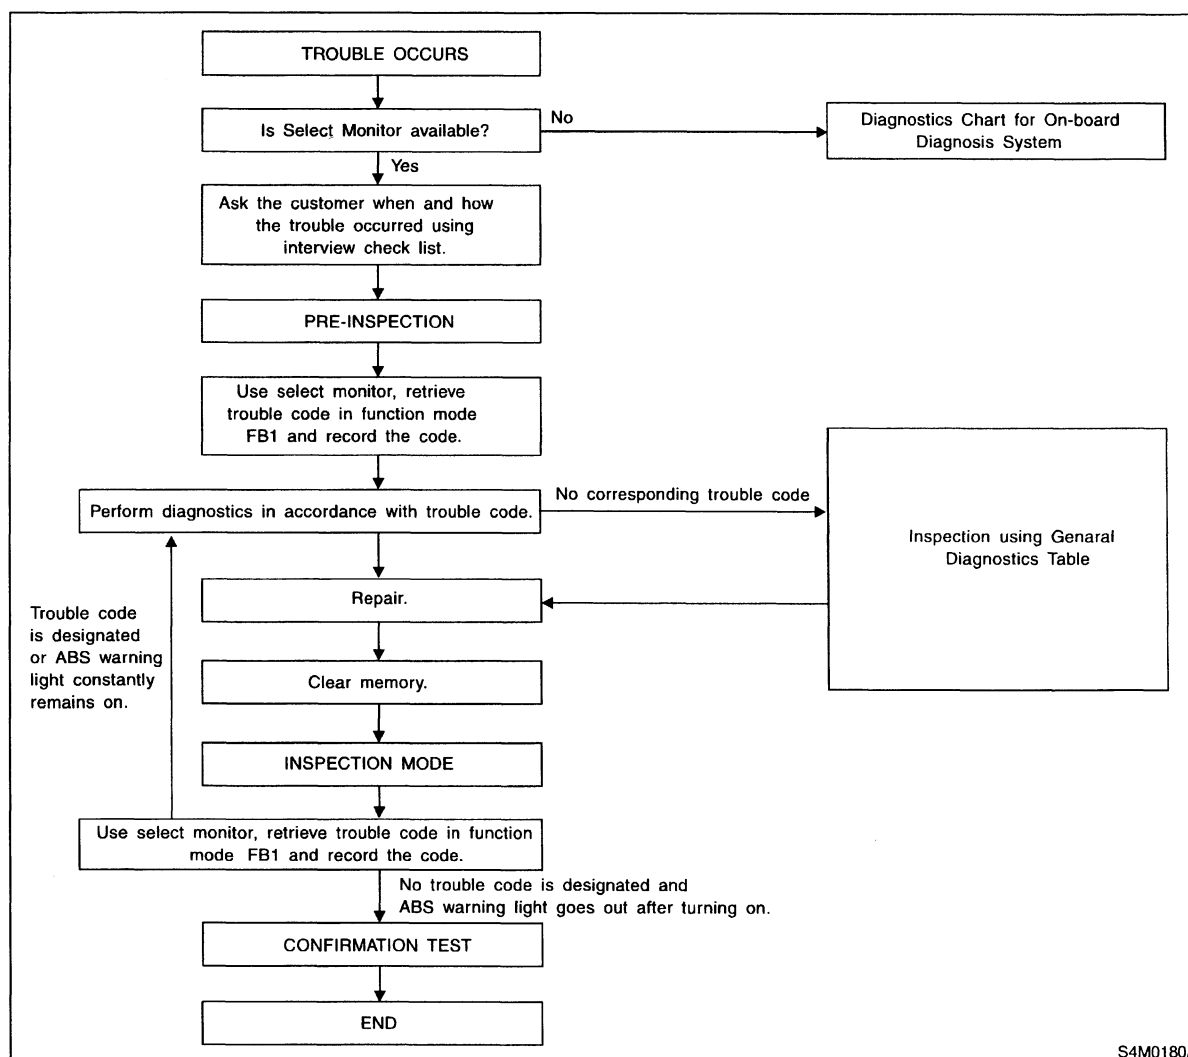 TROUBLE OCCURS
Is Select Monitor available?
No
Diagnostics Chart for On-board
Diagnosis System
Yes
Ask the customer when and how
the trouble occurred using
interview check list.
PRE-INSPECTION
Use select monitor, retrieve
trouble code in function mode
FB1 and record the code.
Perform diagnostics in accordance with trouble code.
No corresponding trouble code
Inspection using Genaral
Diagnostics Table
Repair.
Trouble code
is designated
or ABS warning
light constantly
remains on.
Clear memory.
INSPECTION MODE
Use select monitor, retrieve trouble code in function
mode FB1 and record the code.
No trouble code is designated and
ABS warning light goes out after turning on.
CONFIRMATION TEST
END
S4M0180